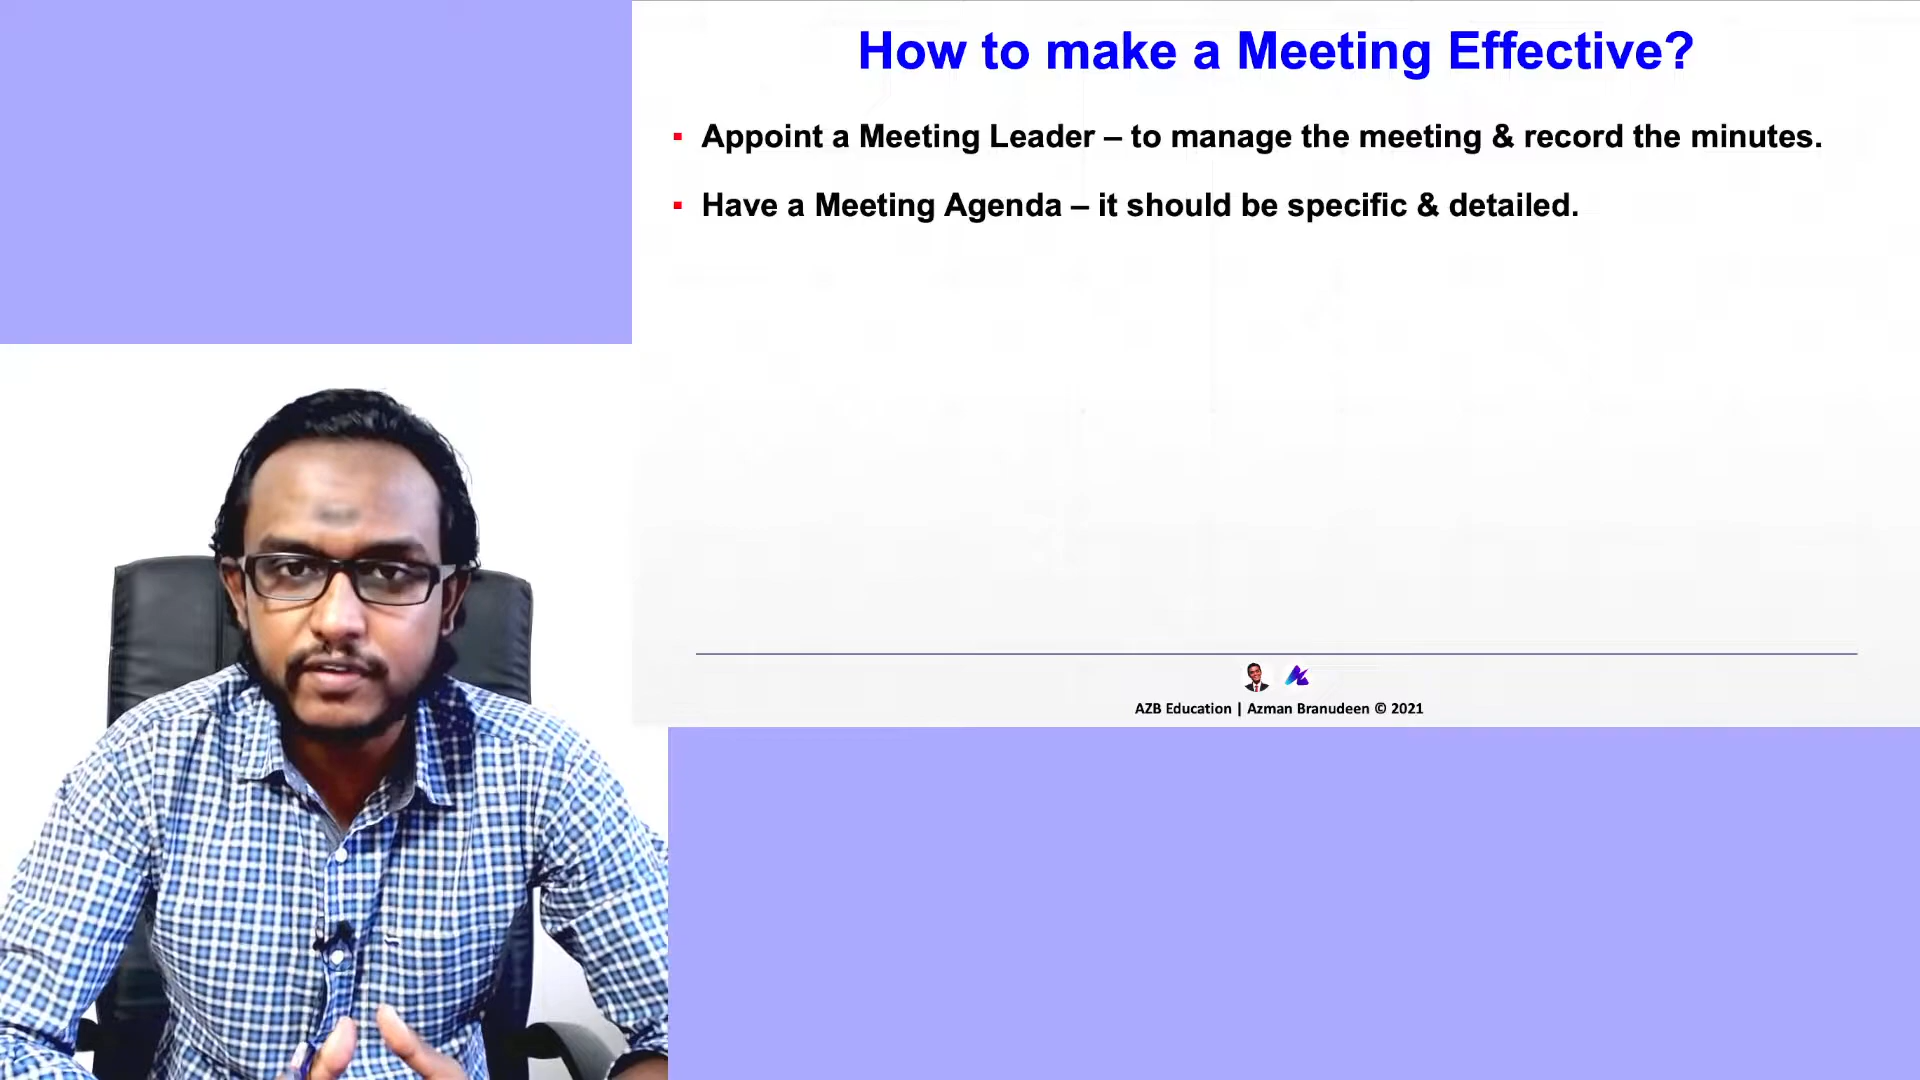 How to make a Meeting Effective?
▪ Appoint a Meeting Leader – to manage the meeting & record the minutes.
▪ Have a Meeting Agenda – it should be specific & detailed.
AZB Education | Azman Branudeen © 2021